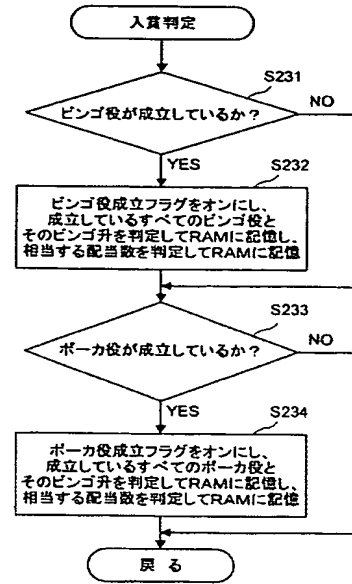 入賞判定
S231
ビンゴ役が成立しているか？
NO
YES
S232
ビンゴ役成立フラグをオンにし、
成立しているすべてのビンゴ役と
そのビンゴ升を判定してRAMに記憶し、
相当する配当数を判定してRAMに記憶
S233
ポーカ役が成立しているか？
NO
YES
S234
ポーカ役成立フラグをオンにし、
成立しているすべてのポーカ役と
そのビンゴ升を判定してRAMに記憶し、
相当する配当数を判定してRAMに記憶
戻 る